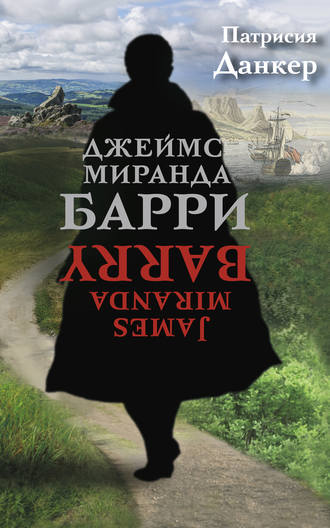 Патрисия
Данкер
ДЖЕЙМС
МИРАНДА
БАРРИ
BARRY
MIRANDA
JAMES